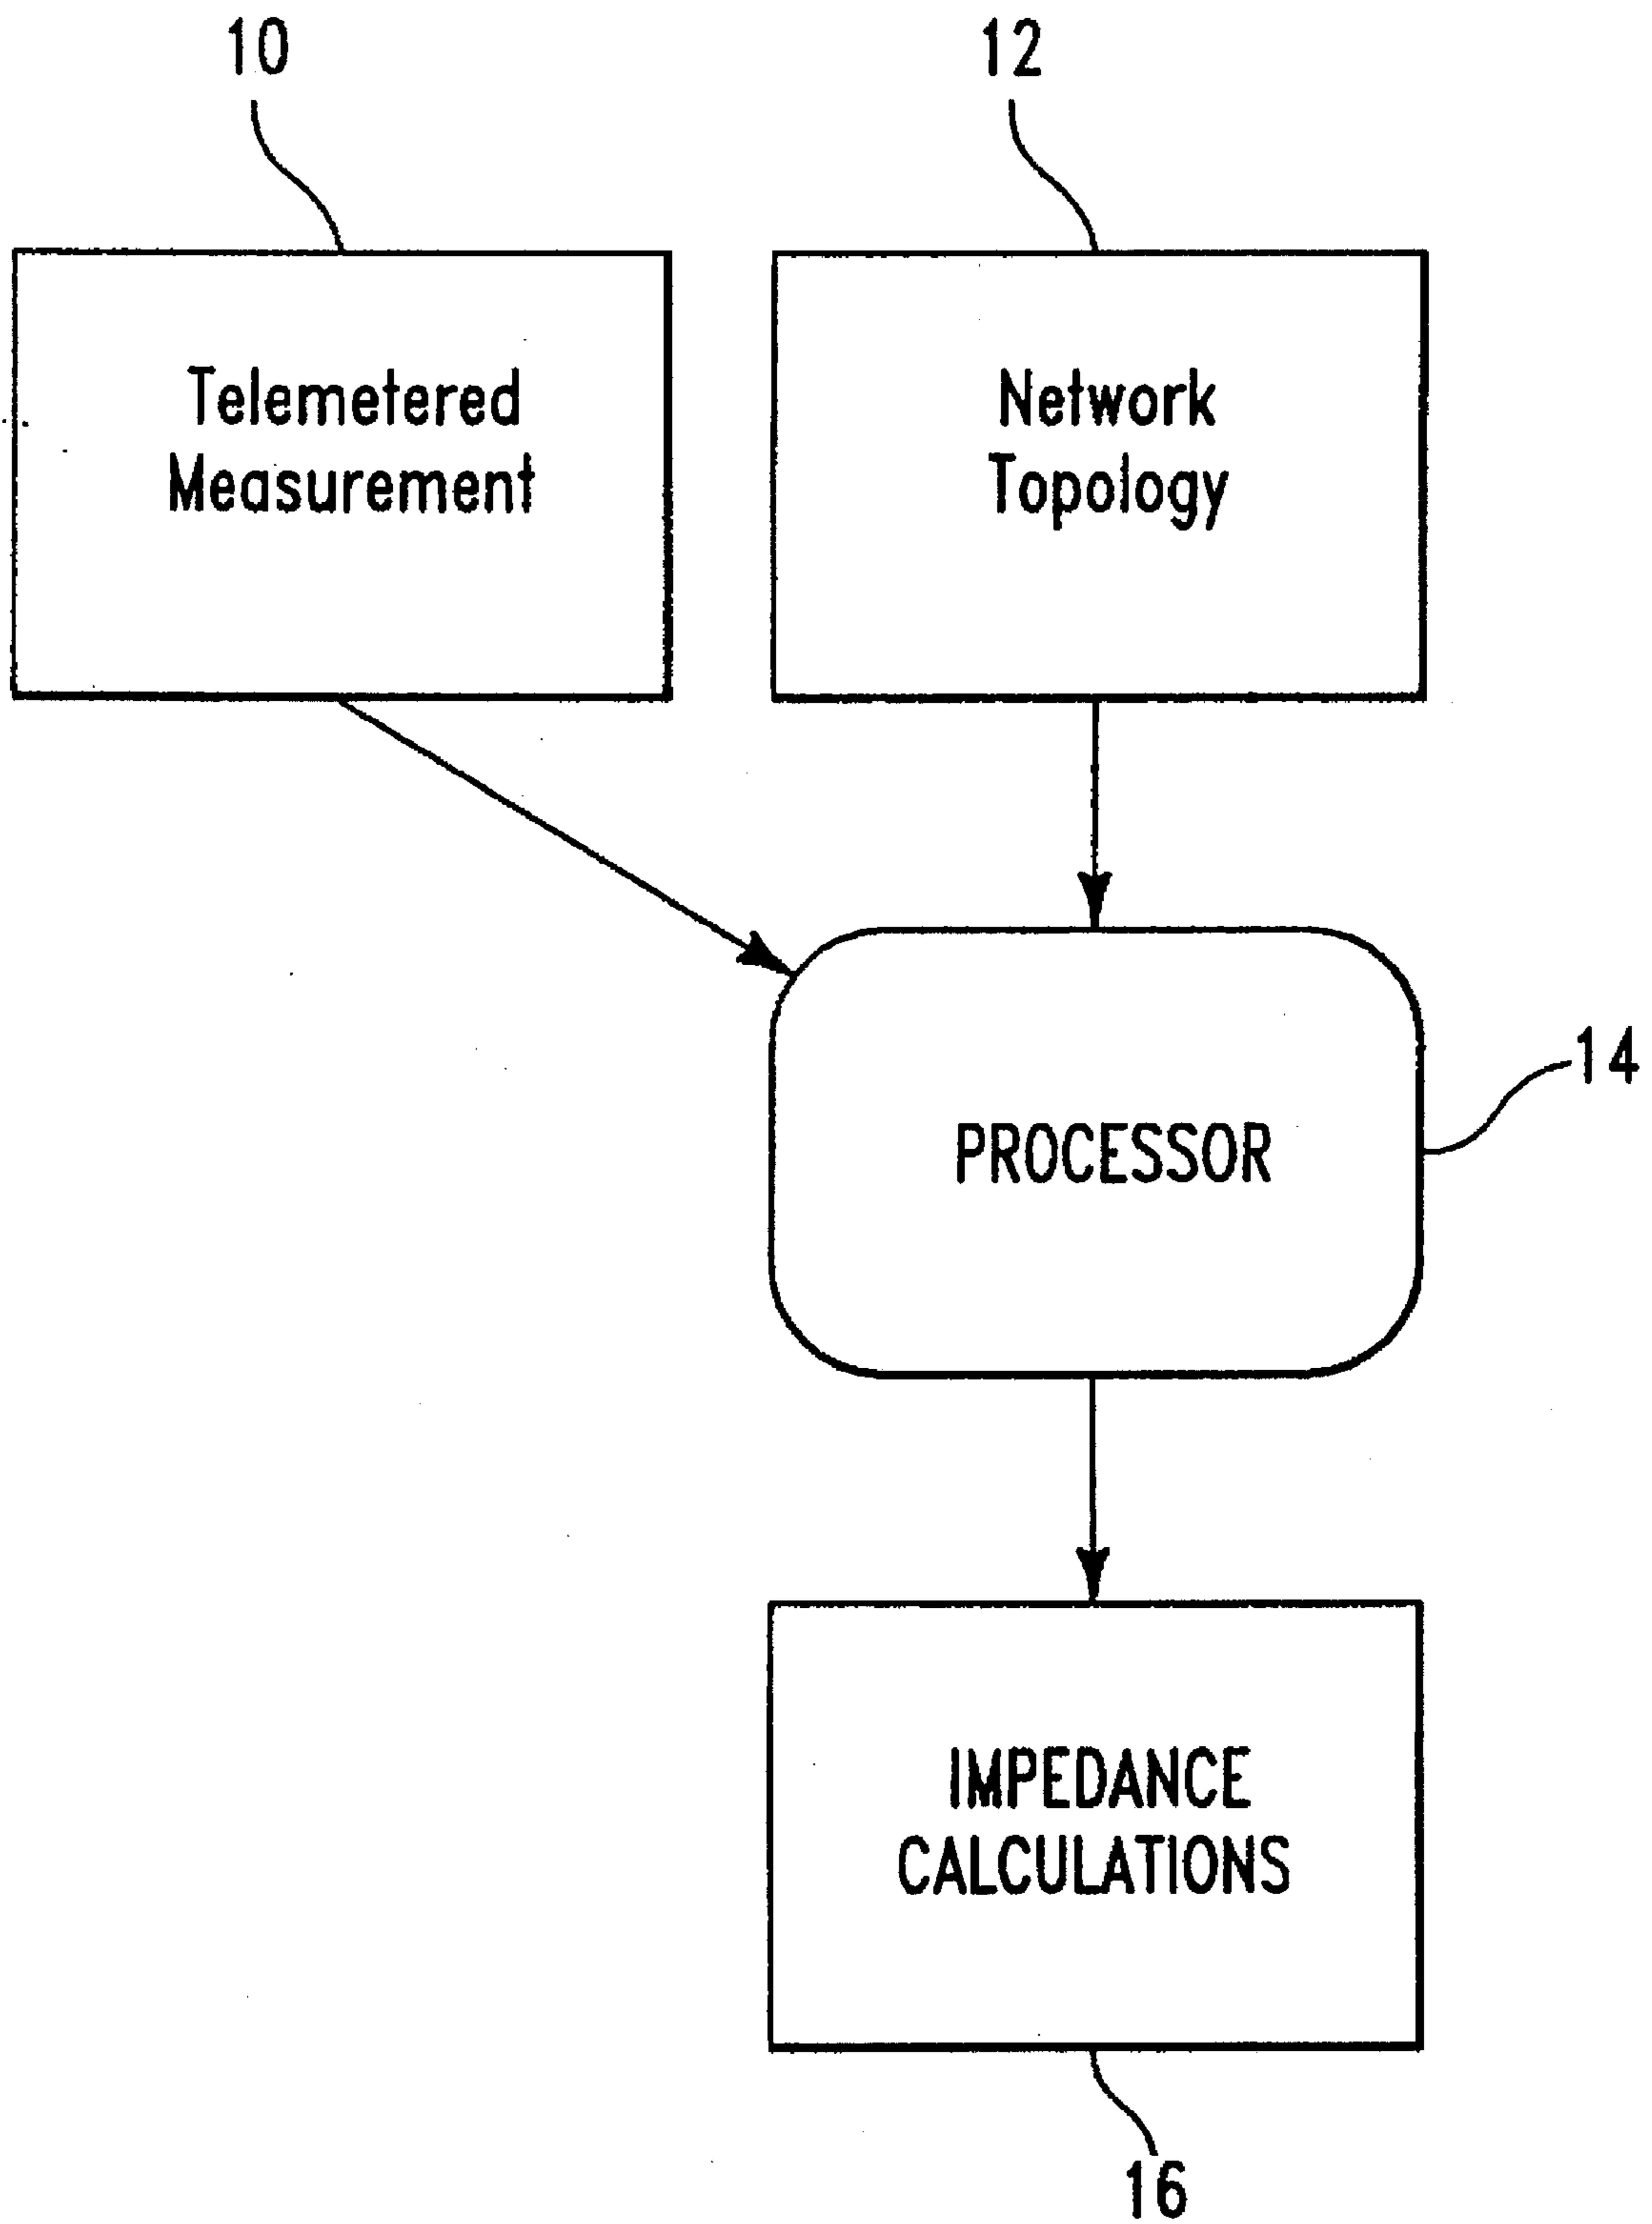 10
12
Telemetered
Measurement
Network
Topology
14
PROCESSOR
IMPEDANCE
CALCULATIONS
16